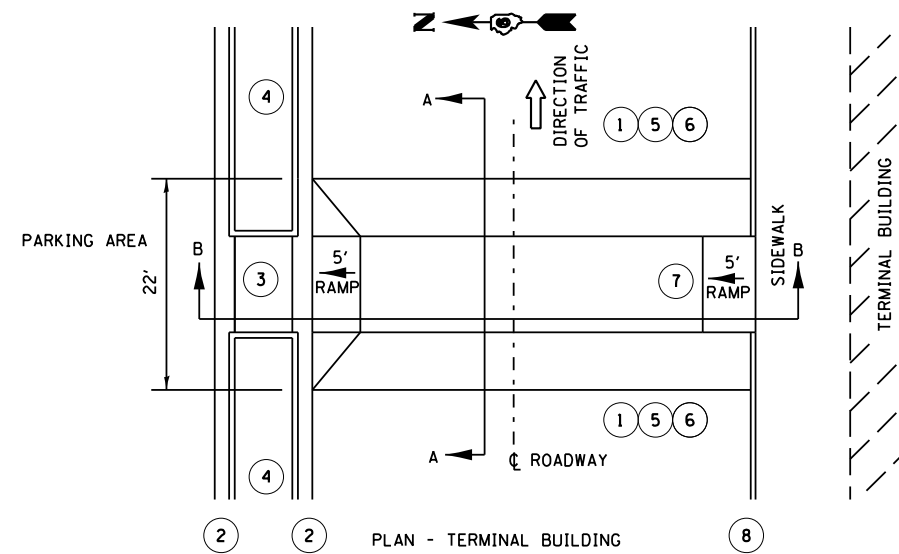 N
4
A
DIRECTION
OF TRAFFIC
1 5 6
PARKING AREA
B
22'
3
5'
RAMP
7
5'
RAMP
SIDEWALK
B
TERMINAL BUILDING
1 5 6
A
℄ ROADWAY
4
2
2
PLAN - TERMINAL BUILDING
8